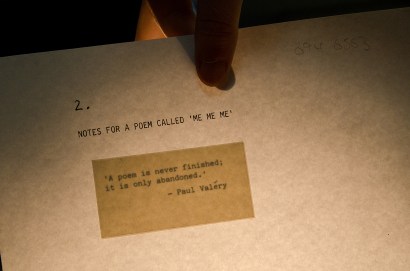 2.
NOTES FOR A POEM CALLED 'ME ME ME'
'A poem is never finished;
it is only abandoned.'
- Paul Valéry